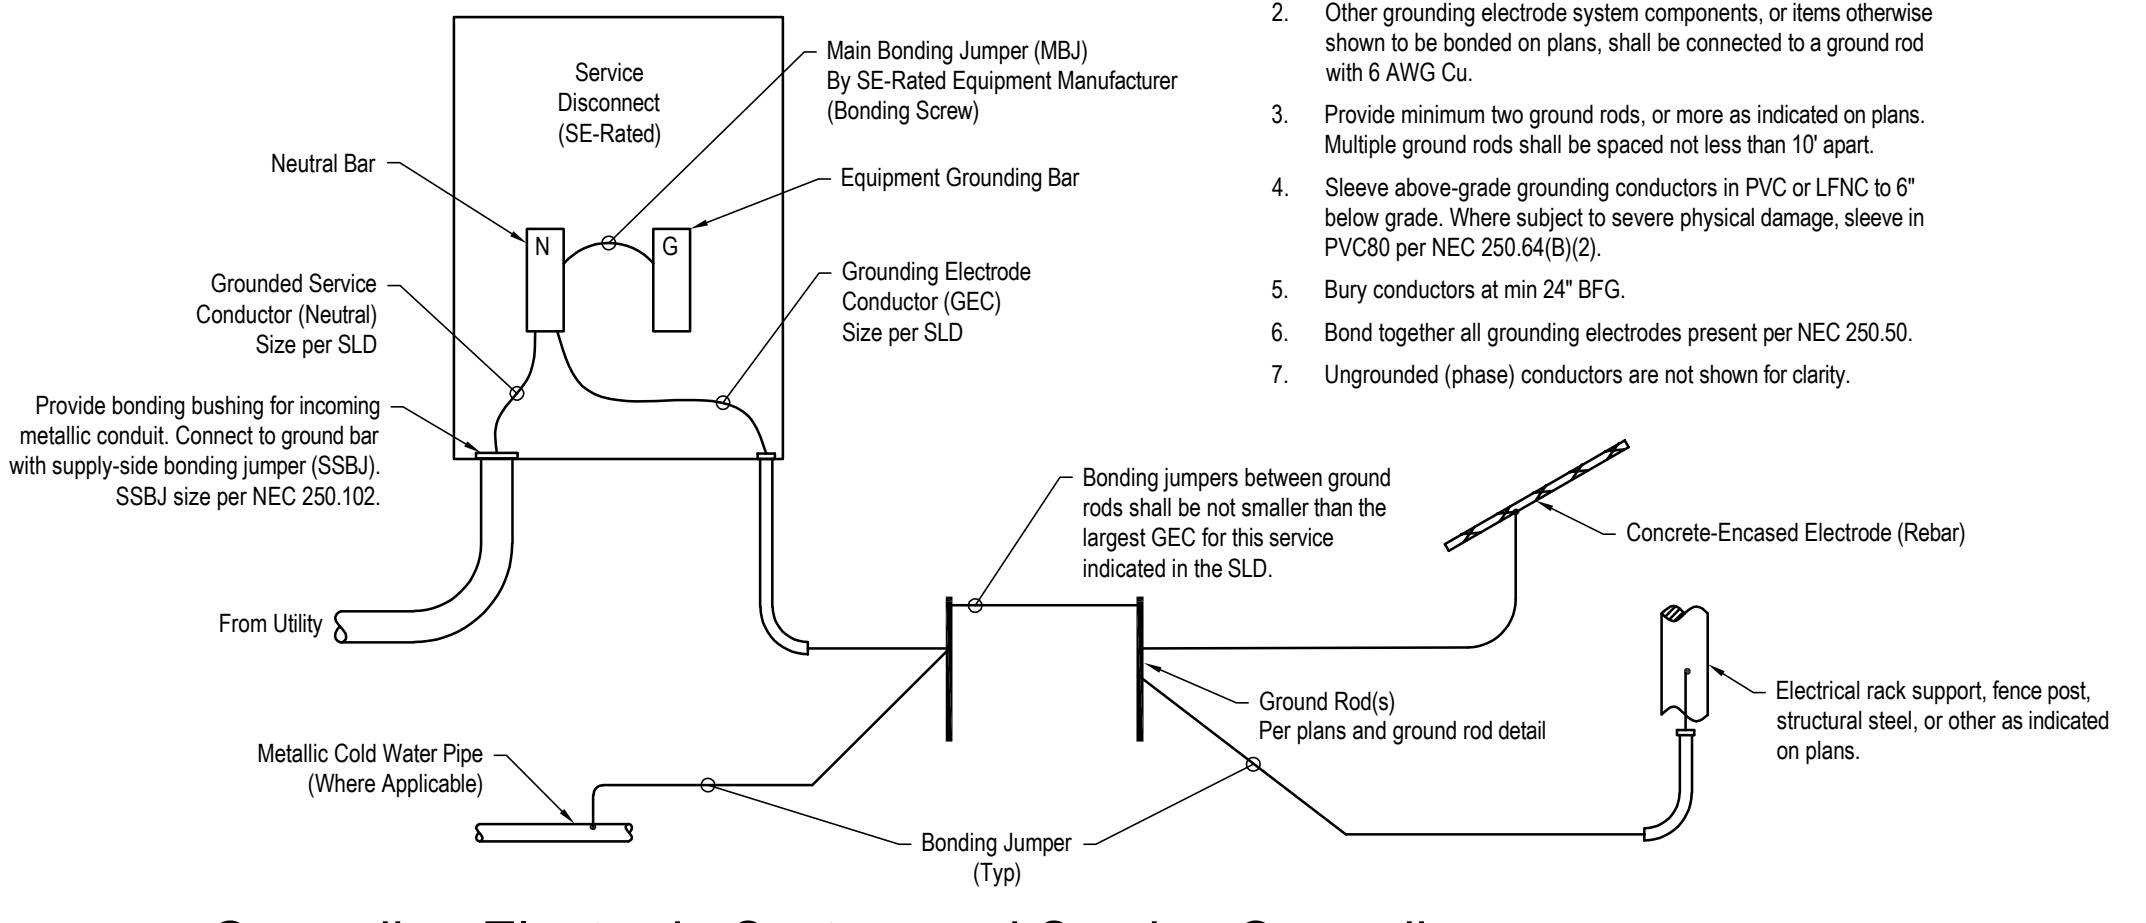 Service
Disconnect
(SE-Rated)
Main Bonding Jumper (MBJ)
By SE-Rated Equipment Manufacturer
(Bonding Screw)
Neutral Bar
Equipment Grounding Bar
N
G
Grounded Service
Conductor (Neutral)
Size per SLD
Grounding Electrode
Conductor (GEC)
Size per SLD
Provide bonding bushing for incoming
metallic conduit. Connect to ground bar
with supply-side bonding jumper (SSBJ).
SSBJ size per NEC 250.102.
From Utility
2. Other grounding electrode system components, or items otherwise
shown to be bonded on plans, shall be connected to a ground rod
with 6 AWG Cu.
3. Provide minimum two ground rods, or more as indicated on plans.
Multiple ground rods shall be spaced not less than 10' apart.
4. Sleeve above-grade grounding conductors in PVC or LFNC to 6"
below grade. Where subject to severe physical damage, sleeve in
PVC80 per NEC 250.64(B)(2).
5. Bury conductors at min 24" BFG.
6. Bond together all grounding electrodes present per NEC 250.50.
7. Ungrounded (phase) conductors are not shown for clarity.
Bonding jumpers between ground
rods shall be not smaller than the
largest GEC for this service
indicated in the SLD.
Concrete-Encased Electrode (Rebar)
Ground Rod(s)
Per plans and ground rod detail
Electrical rack support, fence post,
structural steel, or other as indicated
on plans.
Metallic Cold Water Pipe
(Where Applicable)
Bonding Jumper
(Typ)